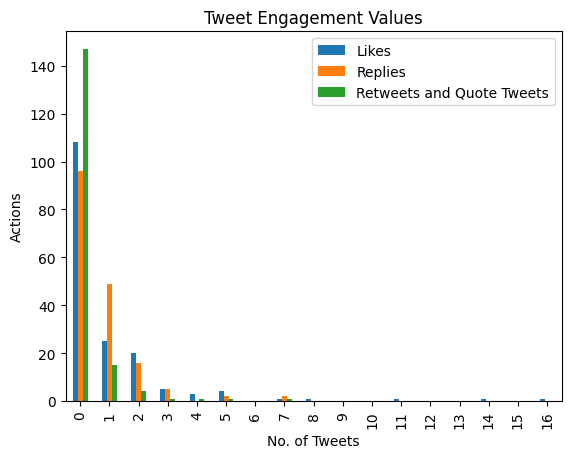 Tweet Engagement Values
Likes
Replies
Retweets and Quote Tweets
140
120
100
80
60
40
20
0
Actions
0 1 2 3 4 5 6 7 8 9 10 11 12 13 14 15 16
No. of Tweets